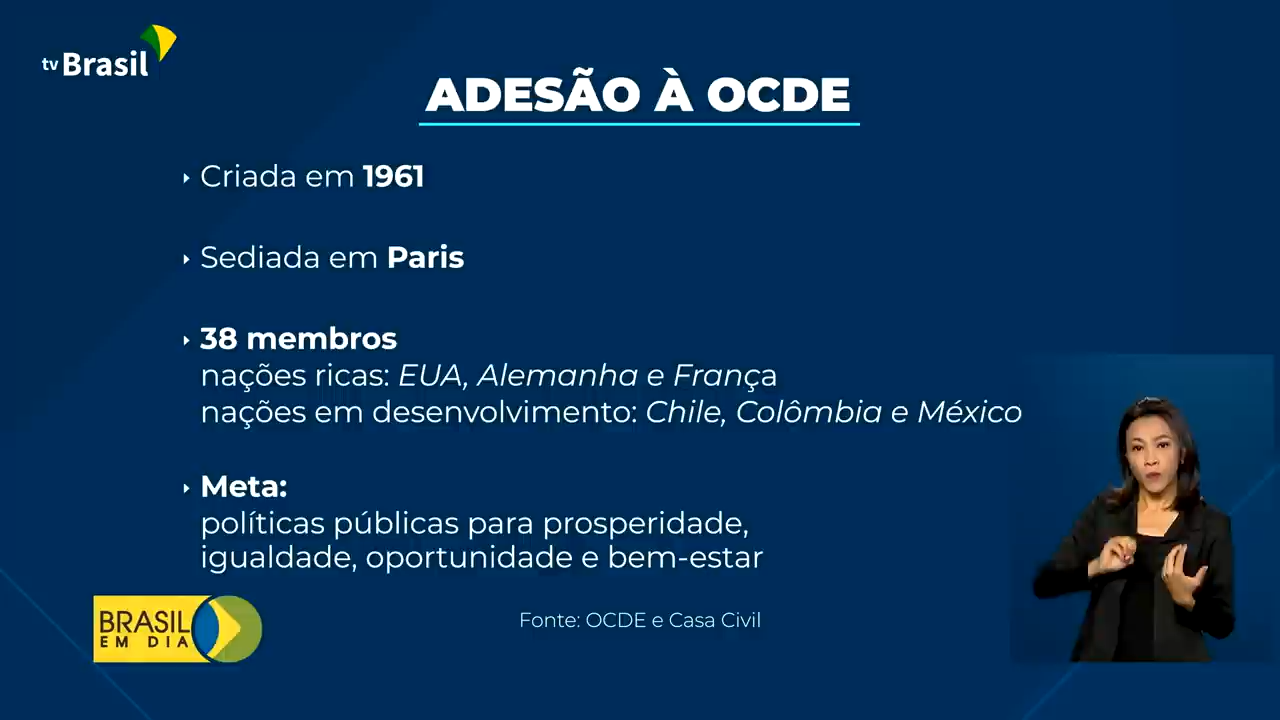 tv Brasil
ADESÃO À OCDE
Criada em 1961
Sediada em Paris
38 membros
nações ricas: EUA, Alemanha e França
nações em desenvolvimento: Chile, Colômbia e México
Meta:
políticas públicas para prosperidade,
igualdade, oportunidade e bem-estar
Fonte: OCDE e Casa Civil
BRASIL
EM DIA